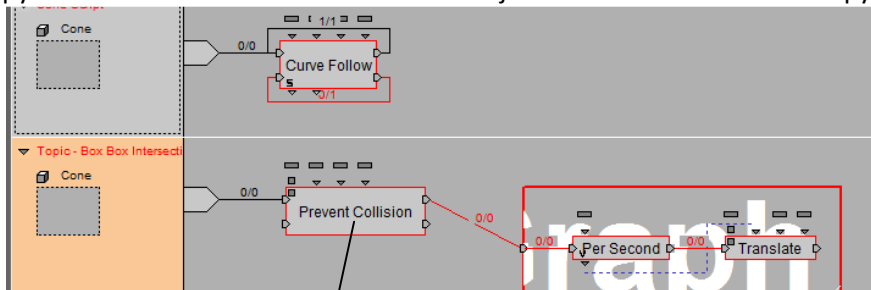 Cone
1/1
0/0
Curve Follow
S
0/1
Topic - Box Box Intersecti
Cone
0/0
Prevent Collision
0/0
Graph
0/0
Per Second
0/0
Translate
V